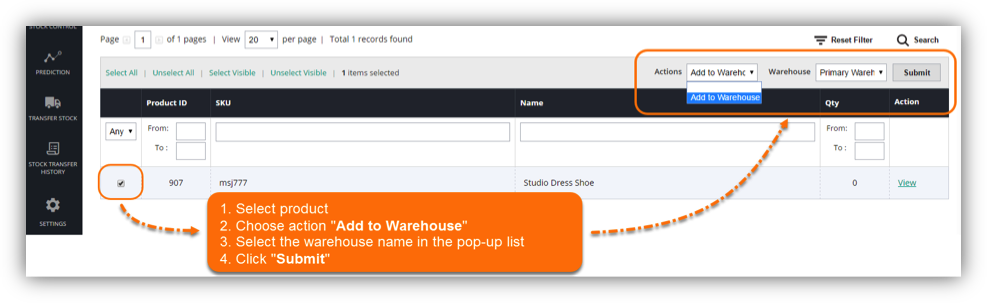 STOCK CONTROL
PREDICTION
TRANSFER STOCK
STOCK TRANSFER
HISTORY
SETTINGS
Page 1 of 1 pages | View 20 per page | Total 1 records found
Reset Filter Search
Select All | Unselect All | Select Visible | Unselect Visible | 1 items selected
Actions Add to Wareho Warehouse Primary Wareh Submit
Add to Warehouse
Product ID SKU Name Qty Action
Any From: From:
To : To :
907 msj777 Studio Dress Shoe 0 View
1. Select product
2. Choose action "Add to Warehouse"
3. Select the warehouse name in the pop-up list
4. Click "Submit"